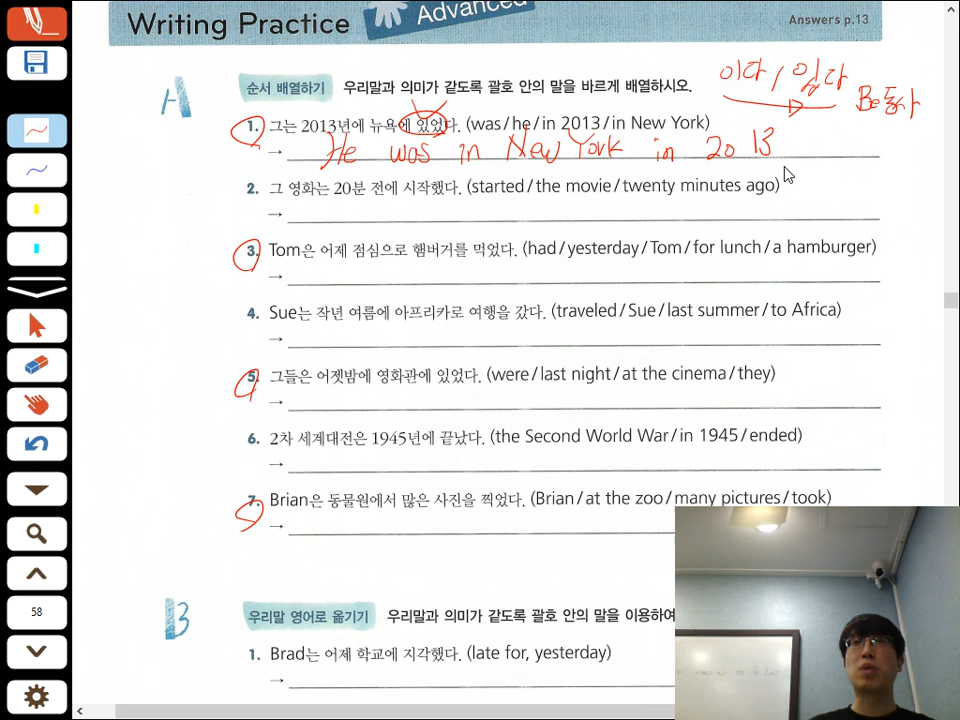 Writing Practice Advanced Answers p.13
이다 / 있다
Be동사
A 순서 배열하기 우리말과 의미가 같도록 괄호 안의 말을 바르게 배열하시오.
1. 그는 2013년에 뉴욕에 있었다. (was/he/in 2013/in New York)
→ He was in New York in 2013
2. 그 영화는 20분 전에 시작했다. (started/the movie/twenty minutes ago)
→
3. Tom은 어제 점심으로 햄버거를 먹었다. (had/yesterday/Tom/for lunch/a hamburger)
→
4. Sue는 작년 여름에 아프리카로 여행을 갔다. (traveled/Sue/last summer/to Africa)
→
5. 그들은 어젯밤에 영화관에 있었다. (were/last night/at the cinema/they)
→
6. 2차 세계대전은 1945년에 끝났다. (the Second World War/in 1945/ended)
→
7. Brian은 동물원에서 많은 사진을 찍었다. (Brian/at the zoo/many pictures/took)
→
58
B 우리말 영어로 옮기기 우리말과 의미가 같도록 괄호 안의 말을 이용하여
1. Brad는 어제 학교에 지각했다. (late for, yesterday)
→